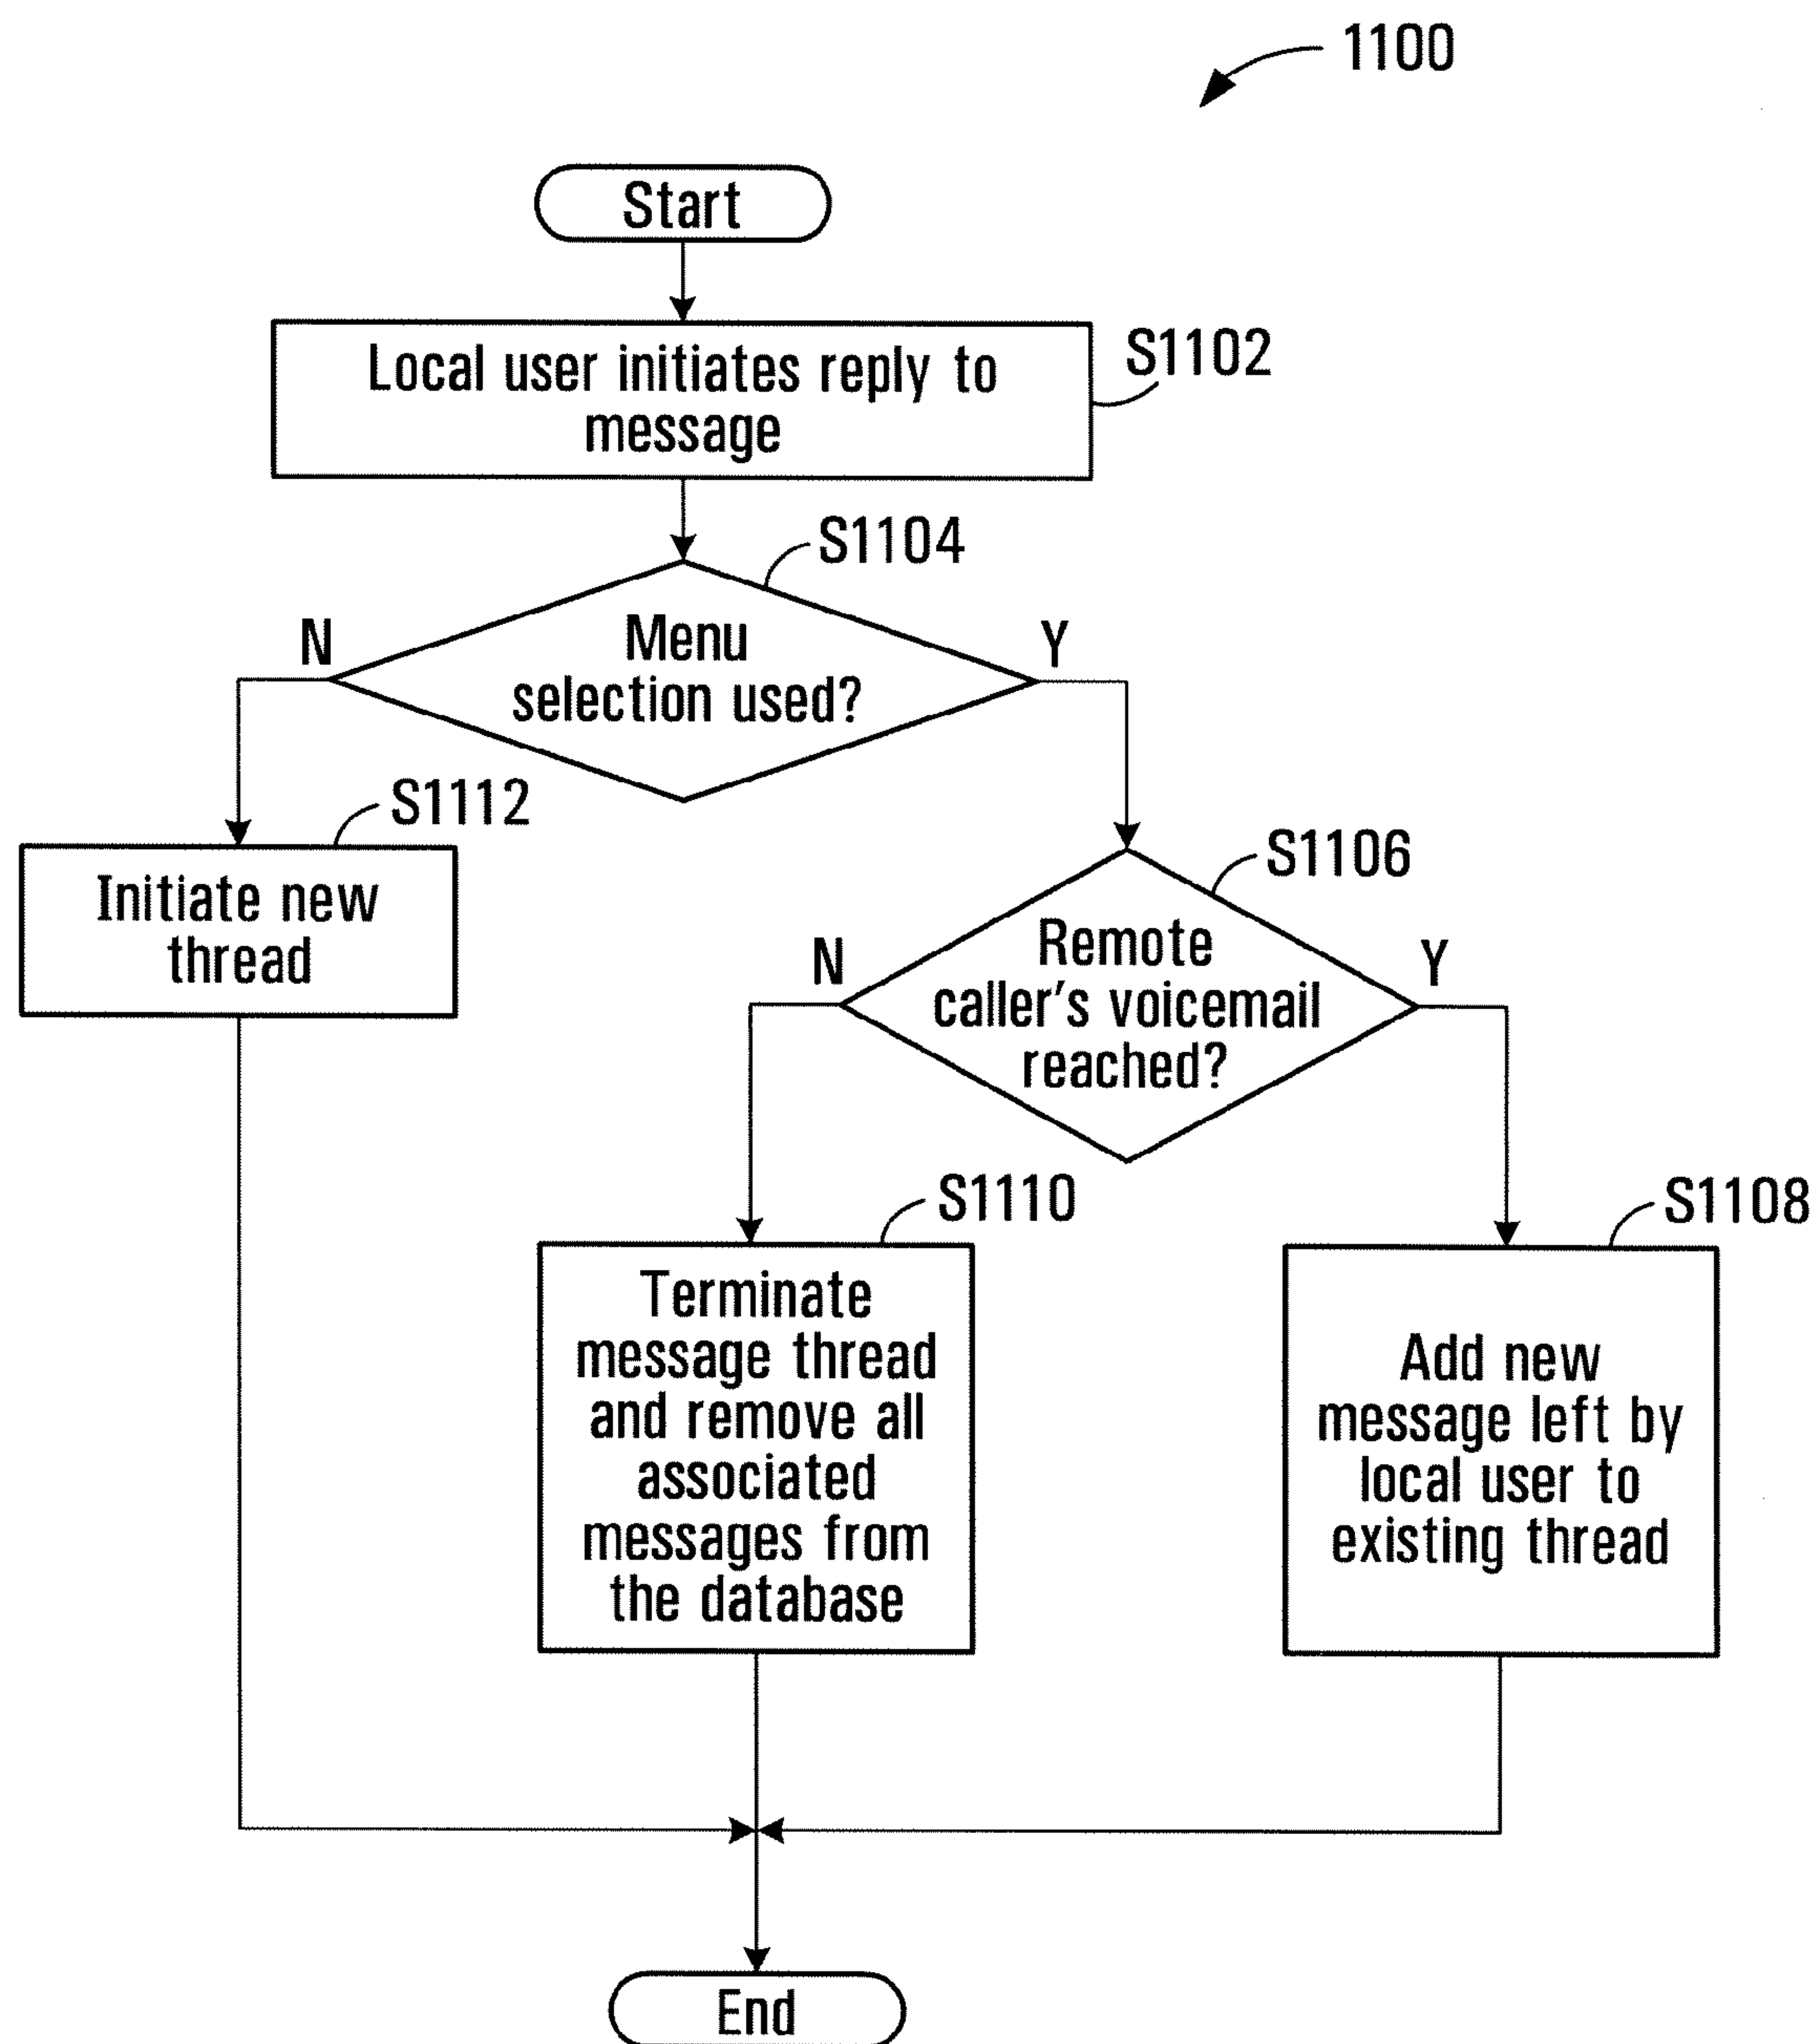 1100
Start
Local user initiates reply to
message
S1102
S1104
Menu
selection used?
N
Y
S1112
Initiate new
thread
S1106
Remote
caller's voicemail
reached?
N
Y
S1110
Terminate
message thread
and remove all
associated
messages from
the database
S1108
Add new
message left by
local user to
existing thread
End